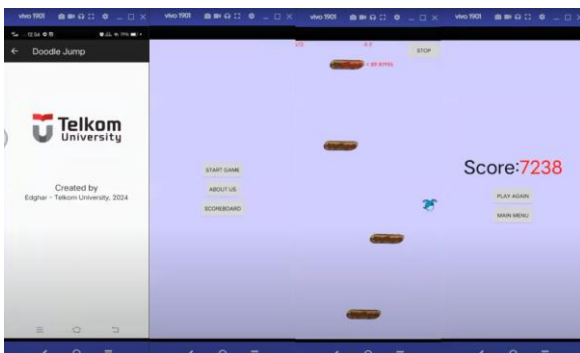 vivo 1901
Doodle Jump
Telkom
University
Created by
Edghar - Telkom University, 2024
vivo 1901
START GAME
ABOUT US
SCOREBOARD
vivo 1901
STOP
vivo 1901
Score:7238
PLAY AGAIN
MAIN MENU